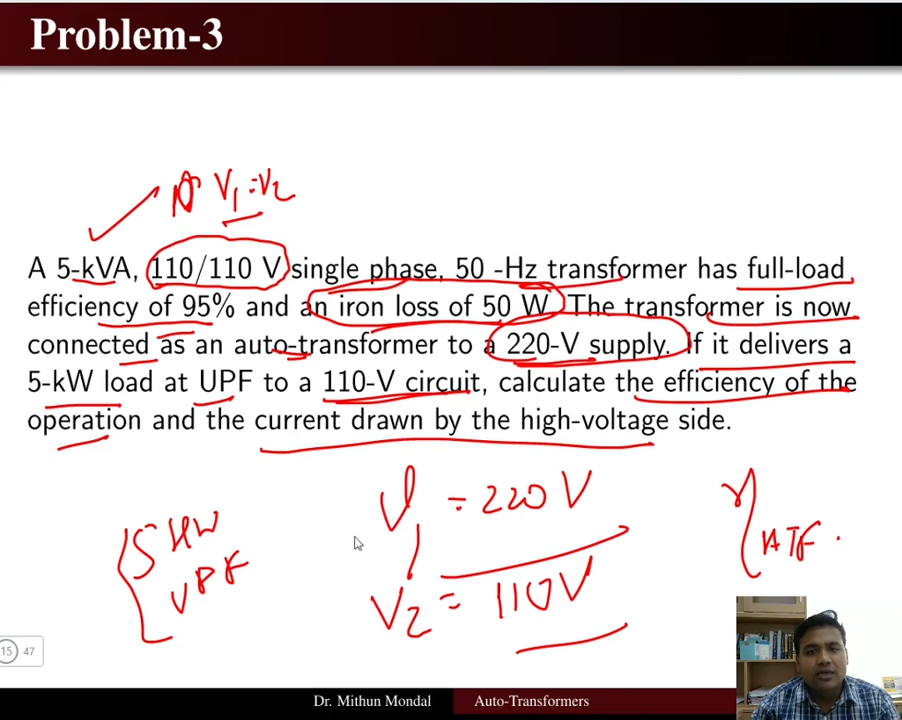 Problem-3
V1 = V2
A 5-kVA, 110/110 V single phase, 50 -Hz transformer has full-load
efficiency of 95% and an iron loss of 50 W. The transformer is now
connected as an auto-transformer to a 220-V supply. If it delivers a
5-kW load at UPF to a 110-V circuit, calculate the efficiency of the
operation and the current drawn by the high-voltage side.
V1 = 220 V
5 KW
UPF
V2 = 110V
η
ATF.
15 47
Dr. Mithun Mondal Auto-Transformers